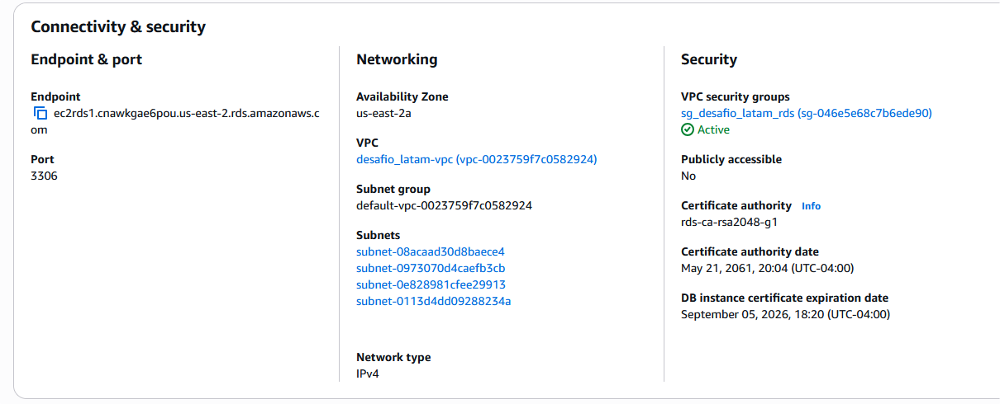 Connectivity & security
Endpoint & port
Endpoint
ec2rds1.cnawkgae6pou.us-east-2.rds.amazonaws.c
om
Port
3306
Networking
Availability Zone
us-east-2a
VPC
desafio_latam-vpc (vpc-0023759f7c0582924)
Subnet group
default-vpc-0023759f7c0582924
Subnets
subnet-08acaad30d8baece4
subnet-0973070d4caefb3cb
subnet-0e828981cfee29913
subnet-0113d4dd09288234a
Network type
IPv4
Security
VPC security groups
sg_desafio_latam_rds (sg-046e5e68c7b6ede90)
Active
Publicly accessible
No
Certificate authority Info
rds-ca-rsa2048-g1
Certificate authority date
May 21, 2061, 20:04 (UTC-04:00)
DB instance certificate expiration date
September 05, 2026, 18:20 (UTC-04:00)